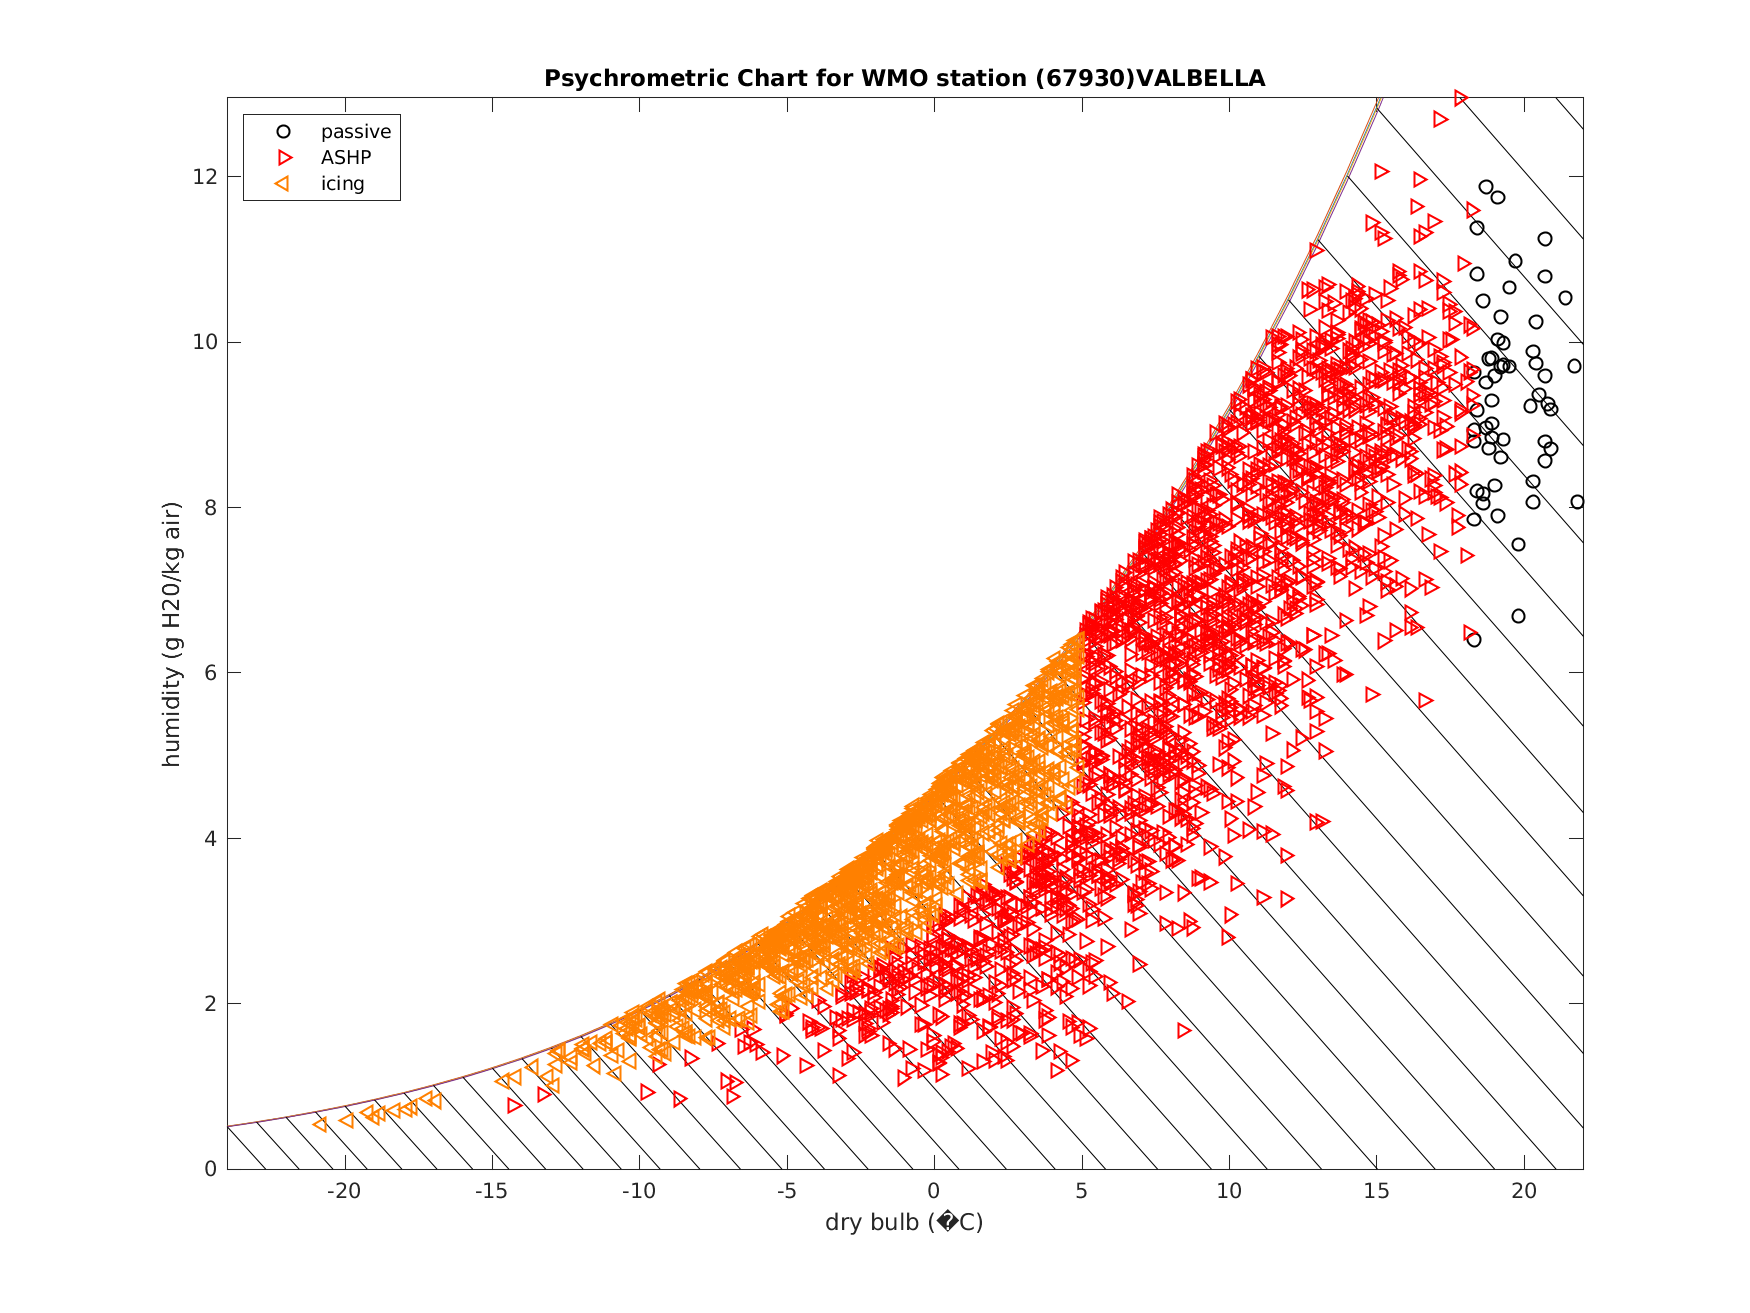 Psychrometric Chart for WMO station (67930)VALBELLA
passive
ASHP
icing
humidity (g H20/kg air)
12
10
8
6
4
2
0
-20 -15 -10 -5 0 5 10 15 20
dry bulb (�C)